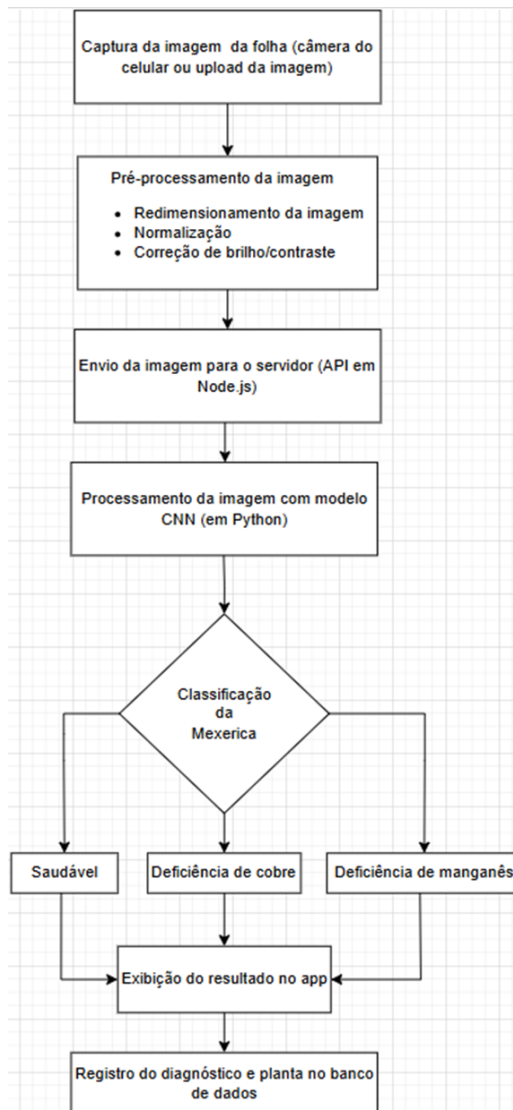 Captura da imagem da folha (câmera do
celular ou upload da imagem)
Pré-processamento da imagem
• Redimensionamento da imagem
• Normalização
• Correção de brilho/contraste
Envio da imagem para o servidor (API em
Node.js)
Processamento da imagem com modelo
CNN (em Python)
Classificação
da
Mexerica
Saudável
Deficiência de cobre
Deficiência de manganês
Exibição do resultado no app
Registro do diagnóstico e planta no banco
de dados